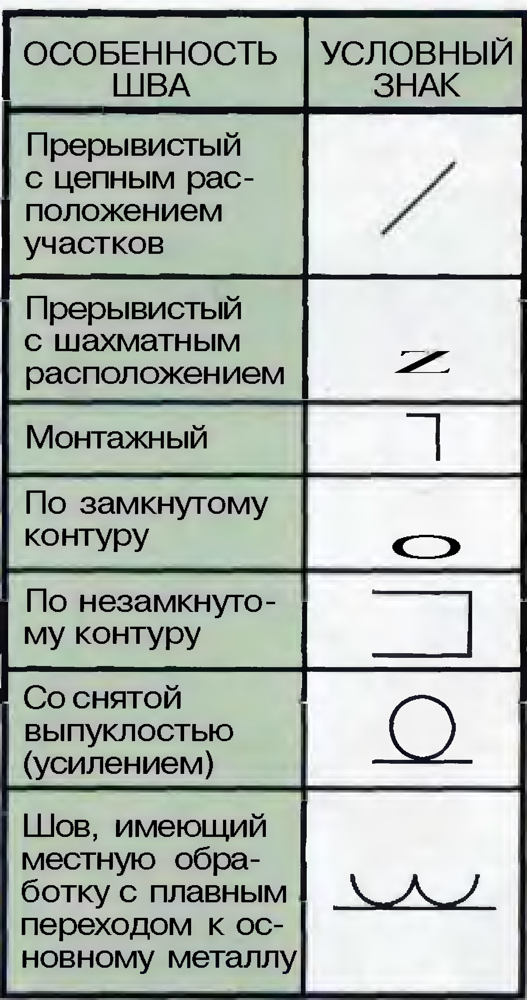 ОСОБЕННОСТЬ
ШВА
УСЛОВНЫЙ
ЗНАК
Прерывистый
с цепным рас-
положением
участков
Прерывистый
с шахматным
расположением
z
Монтажный
По замкнутому
контуру
o
По незамкнуто-
му контуру
Со снятой
выпуклостью
(усилением)
Шов, имеющий
местную обра-
ботку с плавным
переходом к ос-
новному металлу